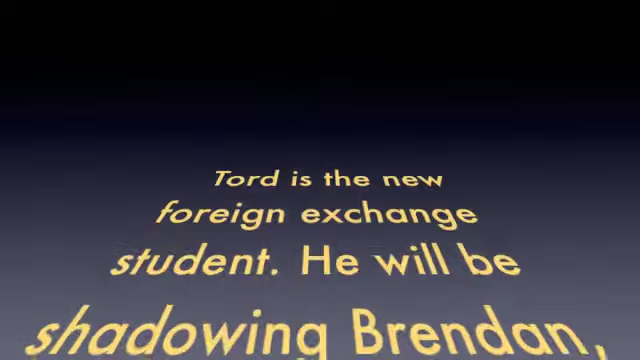 Tord is the new
foreign exchange
student. He will be
shadowing Brendan,